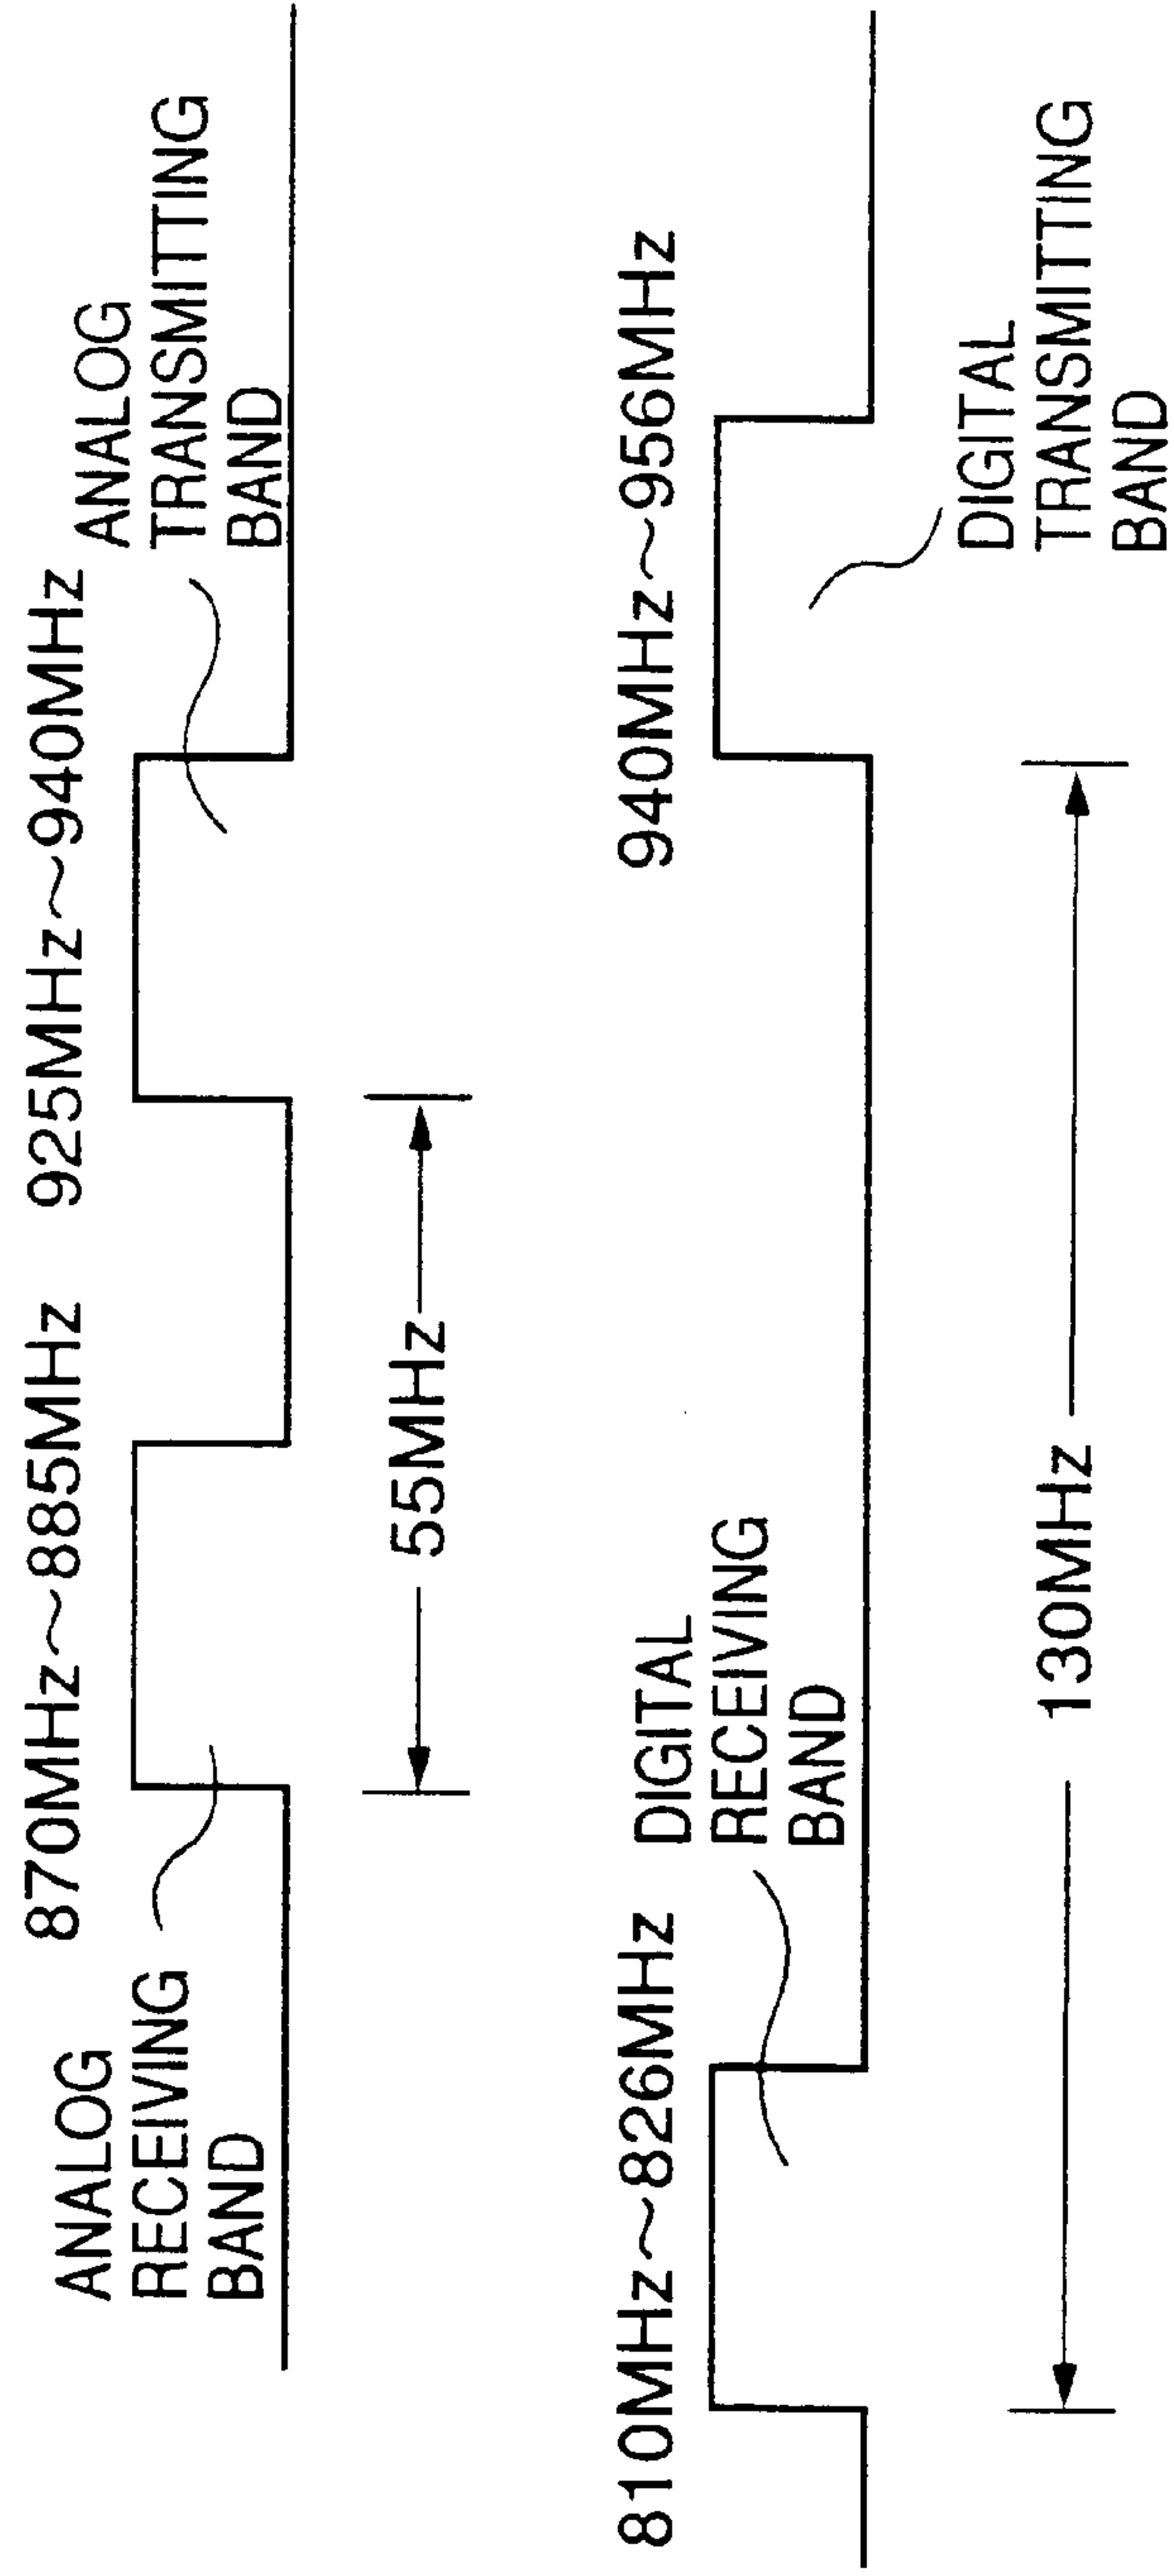 870MHz~885MHz
925MHz~940MHz
ANALOG
RECEIVING
BAND
ANALOG
TRANSMITTING
BAND
55MHz
810MHz~826MHz
940MHz~956MHz
DIGITAL
RECEIVING
BAND
DIGITAL
TRANSMITTING
BAND
130MHz